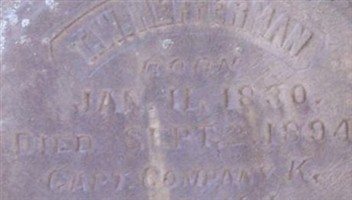 BORN
JAN. 11, 1830.
DIED SEPT. 2, 1894
CAPT. COMPANY K.